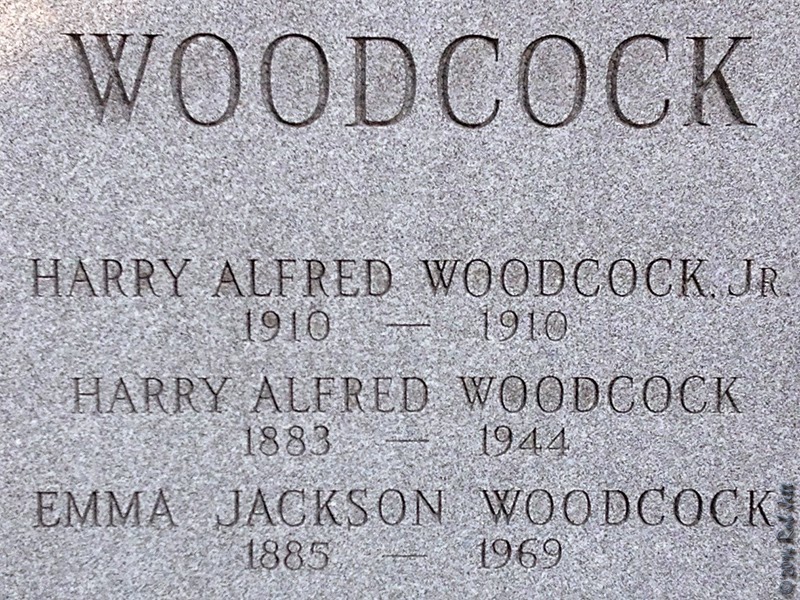 WOODCOCK
HARRY ALFRED WOODCOCK, JR.
1910 — 1910
HARRY ALFRED WOODCOCK
1883 — 1944
EMMA JACKSON WOODCOCK
1885 — 1969